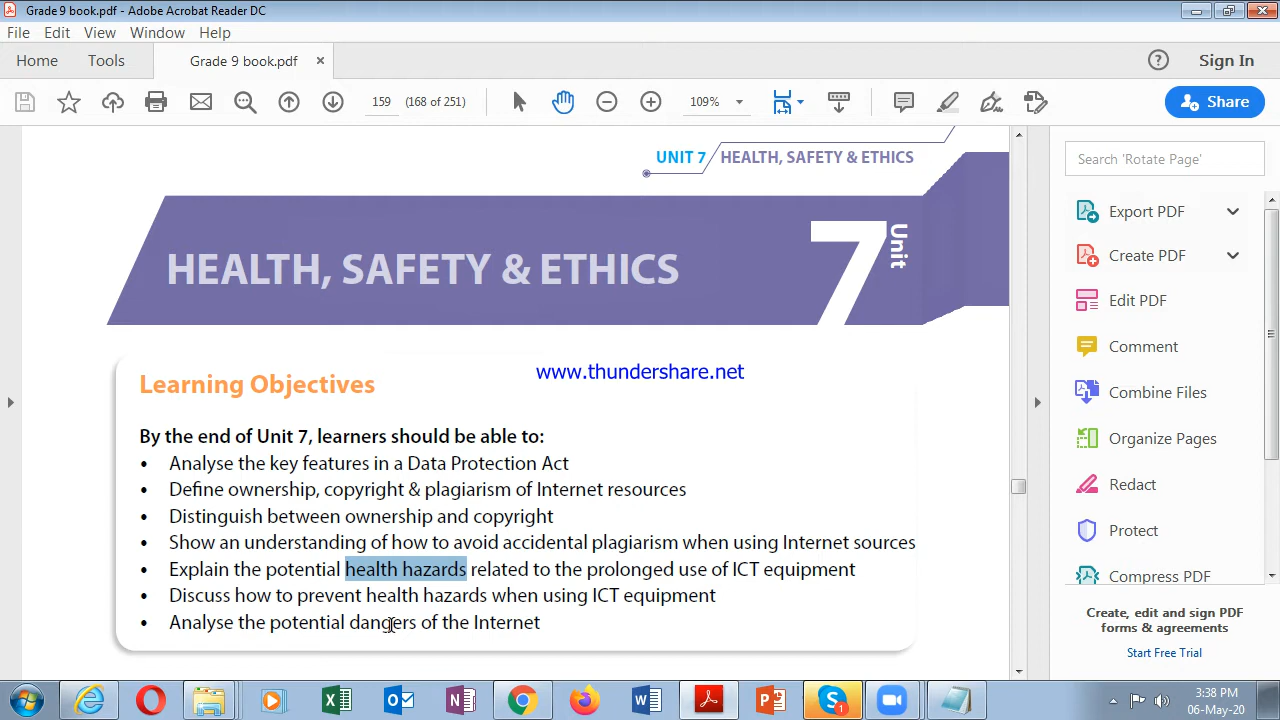 Grade 9 book.pdf - Adobe Acrobat Reader DC
File Edit View Window Help
Home Tools Grade 9 book.pdf × ? Sign In
159 (168 of 251) 109% Share
UNIT 7 HEALTH, SAFETY & ETHICS
Search 'Rotate Page'
HEALTH, SAFETY & ETHICS
7 Unit
Export PDF
Create PDF
Edit PDF
Comment
Combine Files
Organize Pages
Redact
Protect
Compress PDF
Create, edit and sign PDF
forms & agreements
Start Free Trial
www.thundershare.net
Learning Objectives
By the end of Unit 7, learners should be able to:
• Analyse the key features in a Data Protection Act
• Define ownership, copyright & plagiarism of Internet resources
• Distinguish between ownership and copyright
• Show an understanding of how to avoid accidental plagiarism when using Internet sources
• Explain the potential health hazards related to the prolonged use of ICT equipment
• Discuss how to prevent health hazards when using ICT equipment
• Analyse the potential dangers of the Internet
3:38 PM
06-May-20